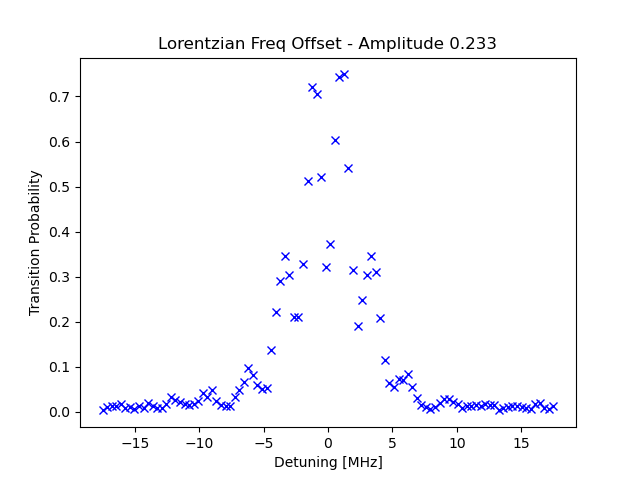 Lorentzian Freq Offset - Amplitude 0.233
Transition Probability
0.7
0.6
0.5
0.4
0.3
0.2
0.1
0.0
−15 −10 −5 0 5 10 15
Detuning [MHz]